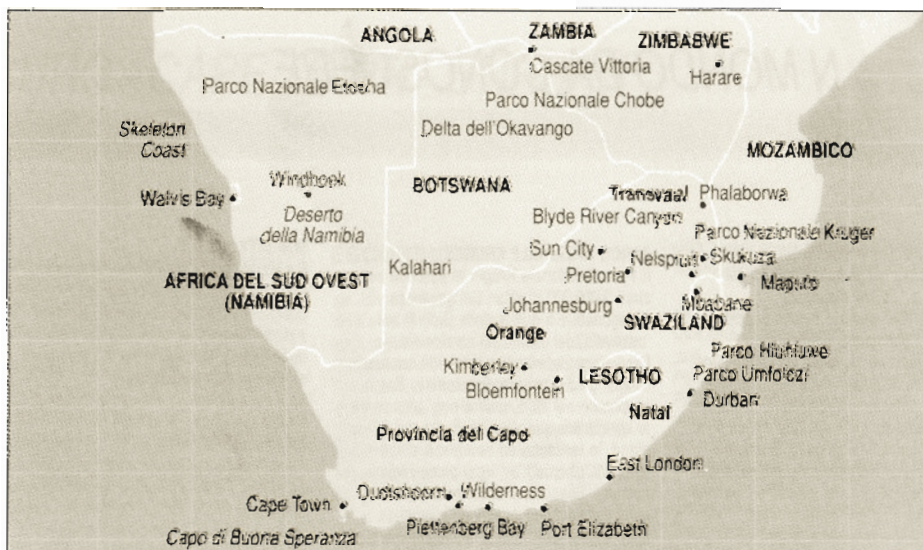 ANGOLA
ZAMBIA
ZIMBABWE
Cascate Vittoria
Harare
Parco Nazionale Etosha
Parco Nazionale Chobe
Skeleton
Coast
Delta dell'Okavango
MOZAMBICO
Windhoek
BOTSWANA
Transvaal
Phalaborwa
Walvis Bay
Deserto
della Namibia
Blyde River Canyon
Parco Nazionale Kruger
Sun City
Nelspruit
Skukuza
Kalahari
Pretoria
Maputo
AFRICA DEL SUD OVEST
(NAMIBIA)
Johannesburg
Mbabane
SWAZILAND
Orange
Parco Hluhluwe
Kimberley
LESOTHO
Parco Umfolozi
Bloemfontein
Durban
Natal
Provincia del Capo
East London
Oudtshoorn
Wilderness
Cape Town
Plettenberg Bay
Port Elizabeth
Capo di Buona Speranza